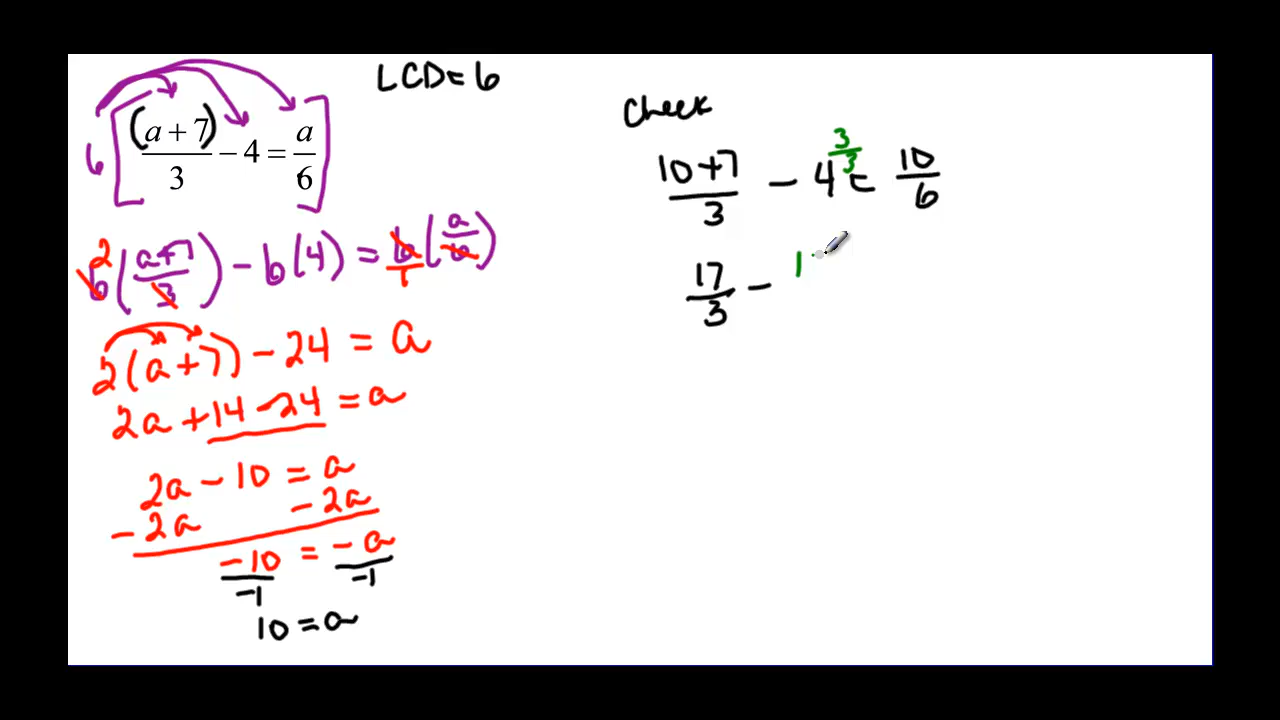 LCD = 6
6[(a + 7)/3 − 4 = a/6]
2
6((a+7)/3) − 6(4) = 6/1(a/6)
2(a+7) − 24 = a
2a + 14 − 24 = a
2a − 10 = a
− 2a − 2a
−10 = −a
−1 −1
10 = a
Check
(10+7)/3 − 4 3/3 = 10/6
17/3 − 1